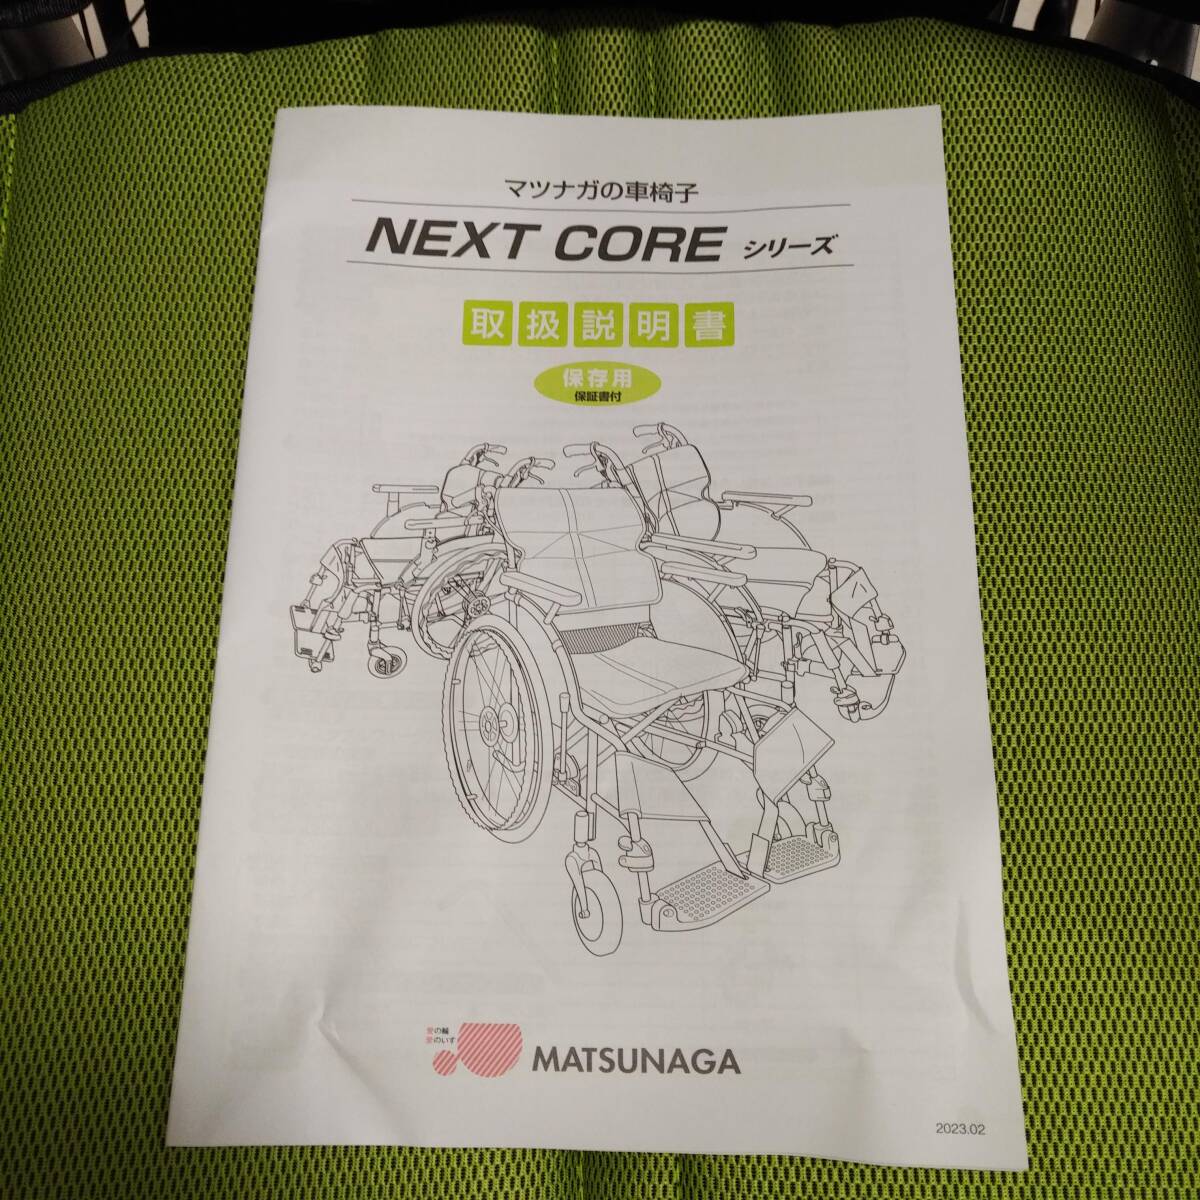 マツナガの車椅子
NEXT CORE シリーズ
取扱説明書
保存用
保証書付
愛の輪
愛のいす
MATSUNAGA
2023.02